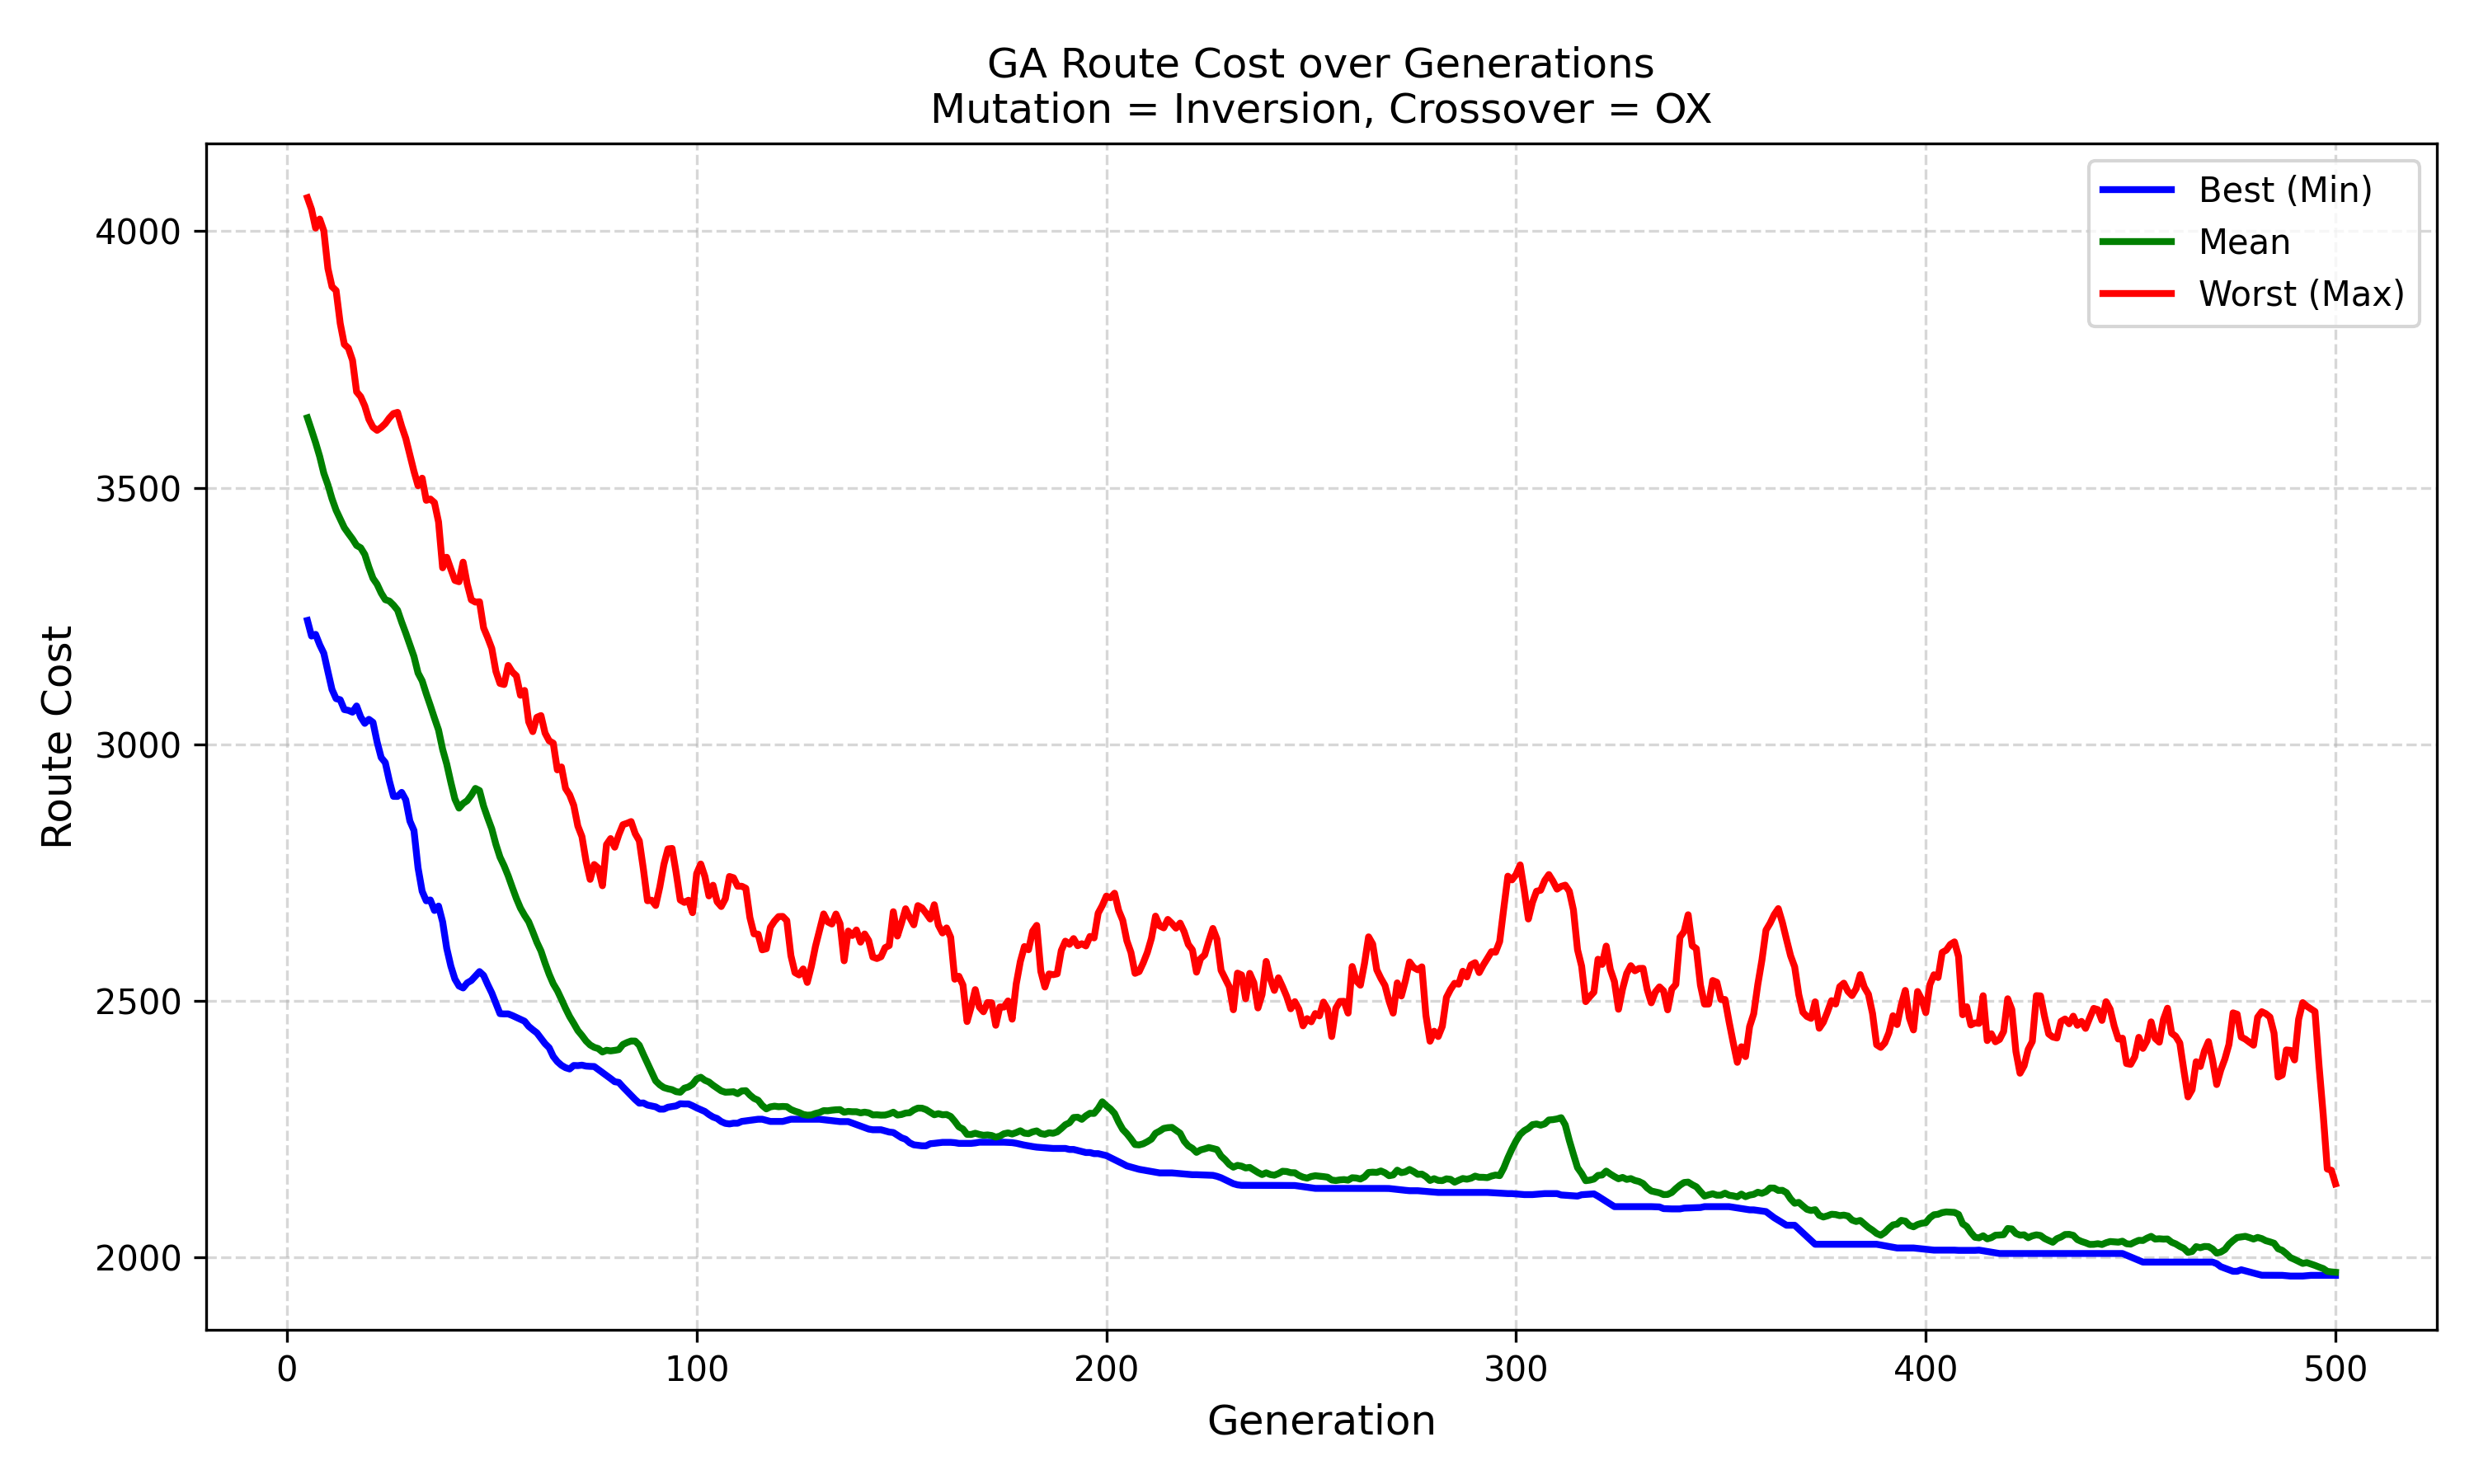 GA Route Cost over Generations
Mutation = Inversion, Crossover = OX
Best (Min)
Mean
Worst (Max)
Route Cost
4000
3500
3000
2500
2000
0 100 200 300 400 500
Generation